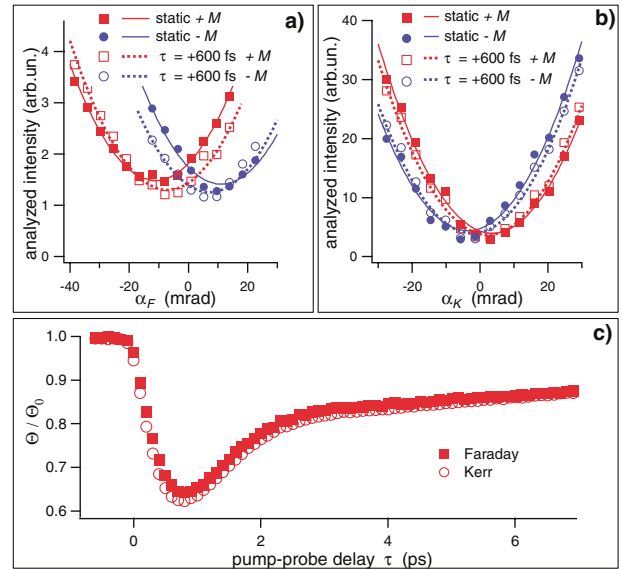 a)
static + M
static - M
τ = +600 fs + M
τ = +600 fs - M
analyzed intensity (arb.un.)
4
3
2
1
0
-40
-20
0
20
α_F (mrad)
b)
static + M
static - M
τ = +600 fs + M
τ = +600 fs - M
analyzed intensity (arb.un.)
40
30
20
10
0
-20
0
20
α_K (mrad)
c)
Θ / Θ₀
1.0
0.9
0.8
0.7
0.6
Faraday
Kerr
0
2
4
6
pump-probe delay τ (ps)